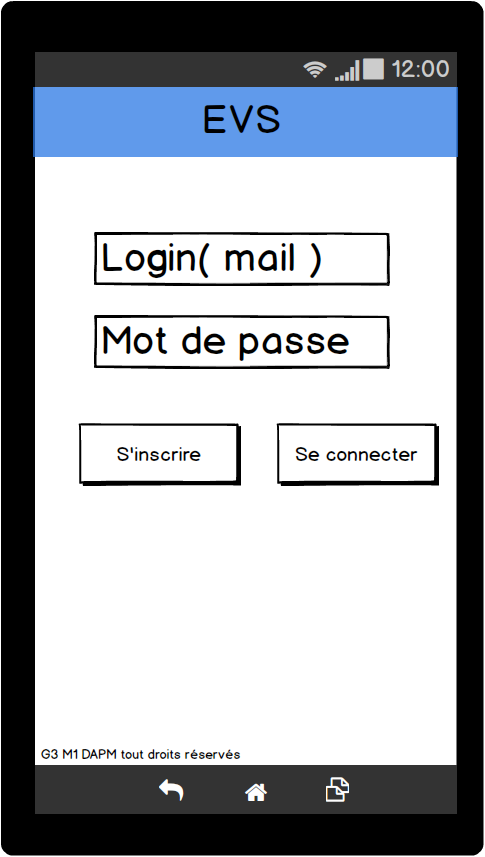 12:00
EVS
Login( mail )
Mot de passe
S'inscrire
Se connecter
G3 M1 DAPM tout droits réservés